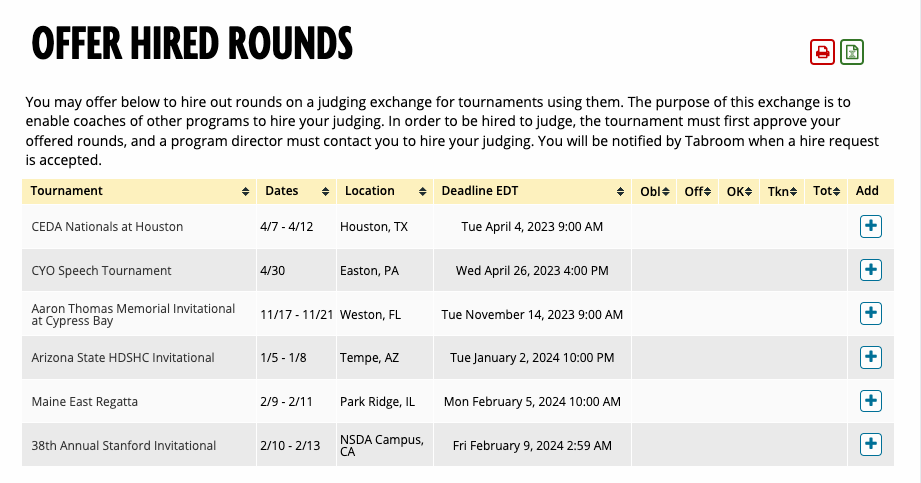 OFFER HIRED ROUNDS
You may offer below to hire out rounds on a judging exchange for tournaments using them. The purpose of this exchange is to
enable coaches of other programs to hire your judging. In order to be hired to judge, the tournament must first approve your
offered rounds, and a program director must contact you to hire your judging. You will be notified by Tabroom when a hire request
is accepted.
Tournament Dates Location Deadline EDT Obl Off OK Tkn Tot Add
CEDA Nationals at Houston 4/7 - 4/12 Houston, TX Tue April 4, 2023 9:00 AM
CYO Speech Tournament 4/30 Easton, PA Wed April 26, 2023 4:00 PM
Aaron Thomas Memorial Invitational
at Cypress Bay 11/17 - 11/21 Weston, FL Tue November 14, 2023 9:00 AM
Arizona State HDSHC Invitational 1/5 - 1/8 Tempe, AZ Tue January 2, 2024 10:00 PM
Maine East Regatta 2/9 - 2/11 Park Ridge, IL Mon February 5, 2024 10:00 AM
38th Annual Stanford Invitational 2/10 - 2/13 NSDA Campus,
CA Fri February 9, 2024 2:59 AM